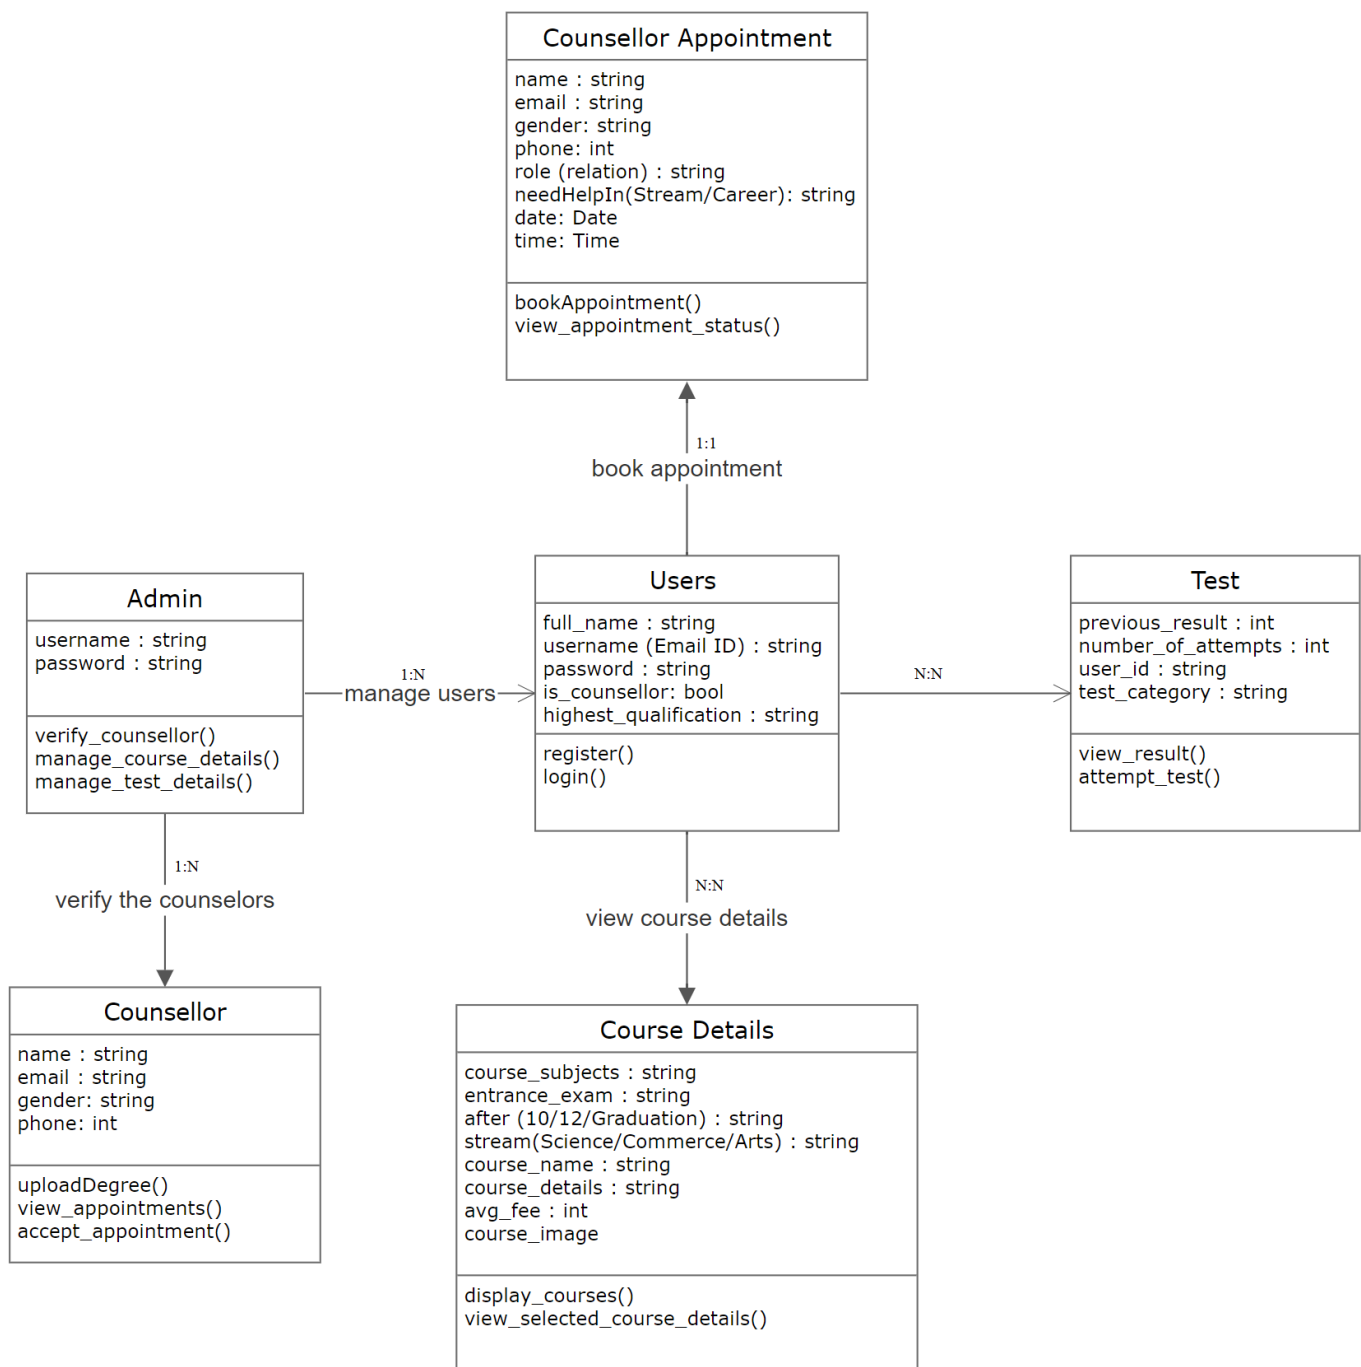 Counsellor Appointment
name : string
email : string
gender: string
phone: int
role (relation) : string
needHelpIn(Stream/Career): string
date: Date
time: Time
bookAppointment()
view_appointment_status()
1:1
book appointment
Admin
username : string
password : string
verify_counsellor()
manage_course_details()
manage_test_details()
1:N
manage users
Users
full_name : string
username (Email ID) : string
password : string
is_counsellor: bool
highest_qualification : string
register()
login()
N:N
Test
previous_result : int
number_of_attempts : int
user_id : string
test_category : string
view_result()
attempt_test()
1:N
verify the counselors
N:N
view course details
Counsellor
name : string
email : string
gender: string
phone: int
uploadDegree()
view_appointments()
accept_appointment()
Course Details
course_subjects : string
entrance_exam : string
after (10/12/Graduation) : string
stream(Science/Commerce/Arts) : string
course_name : string
course_details : string
avg_fee : int
course_image
display_courses()
view_selected_course_details()